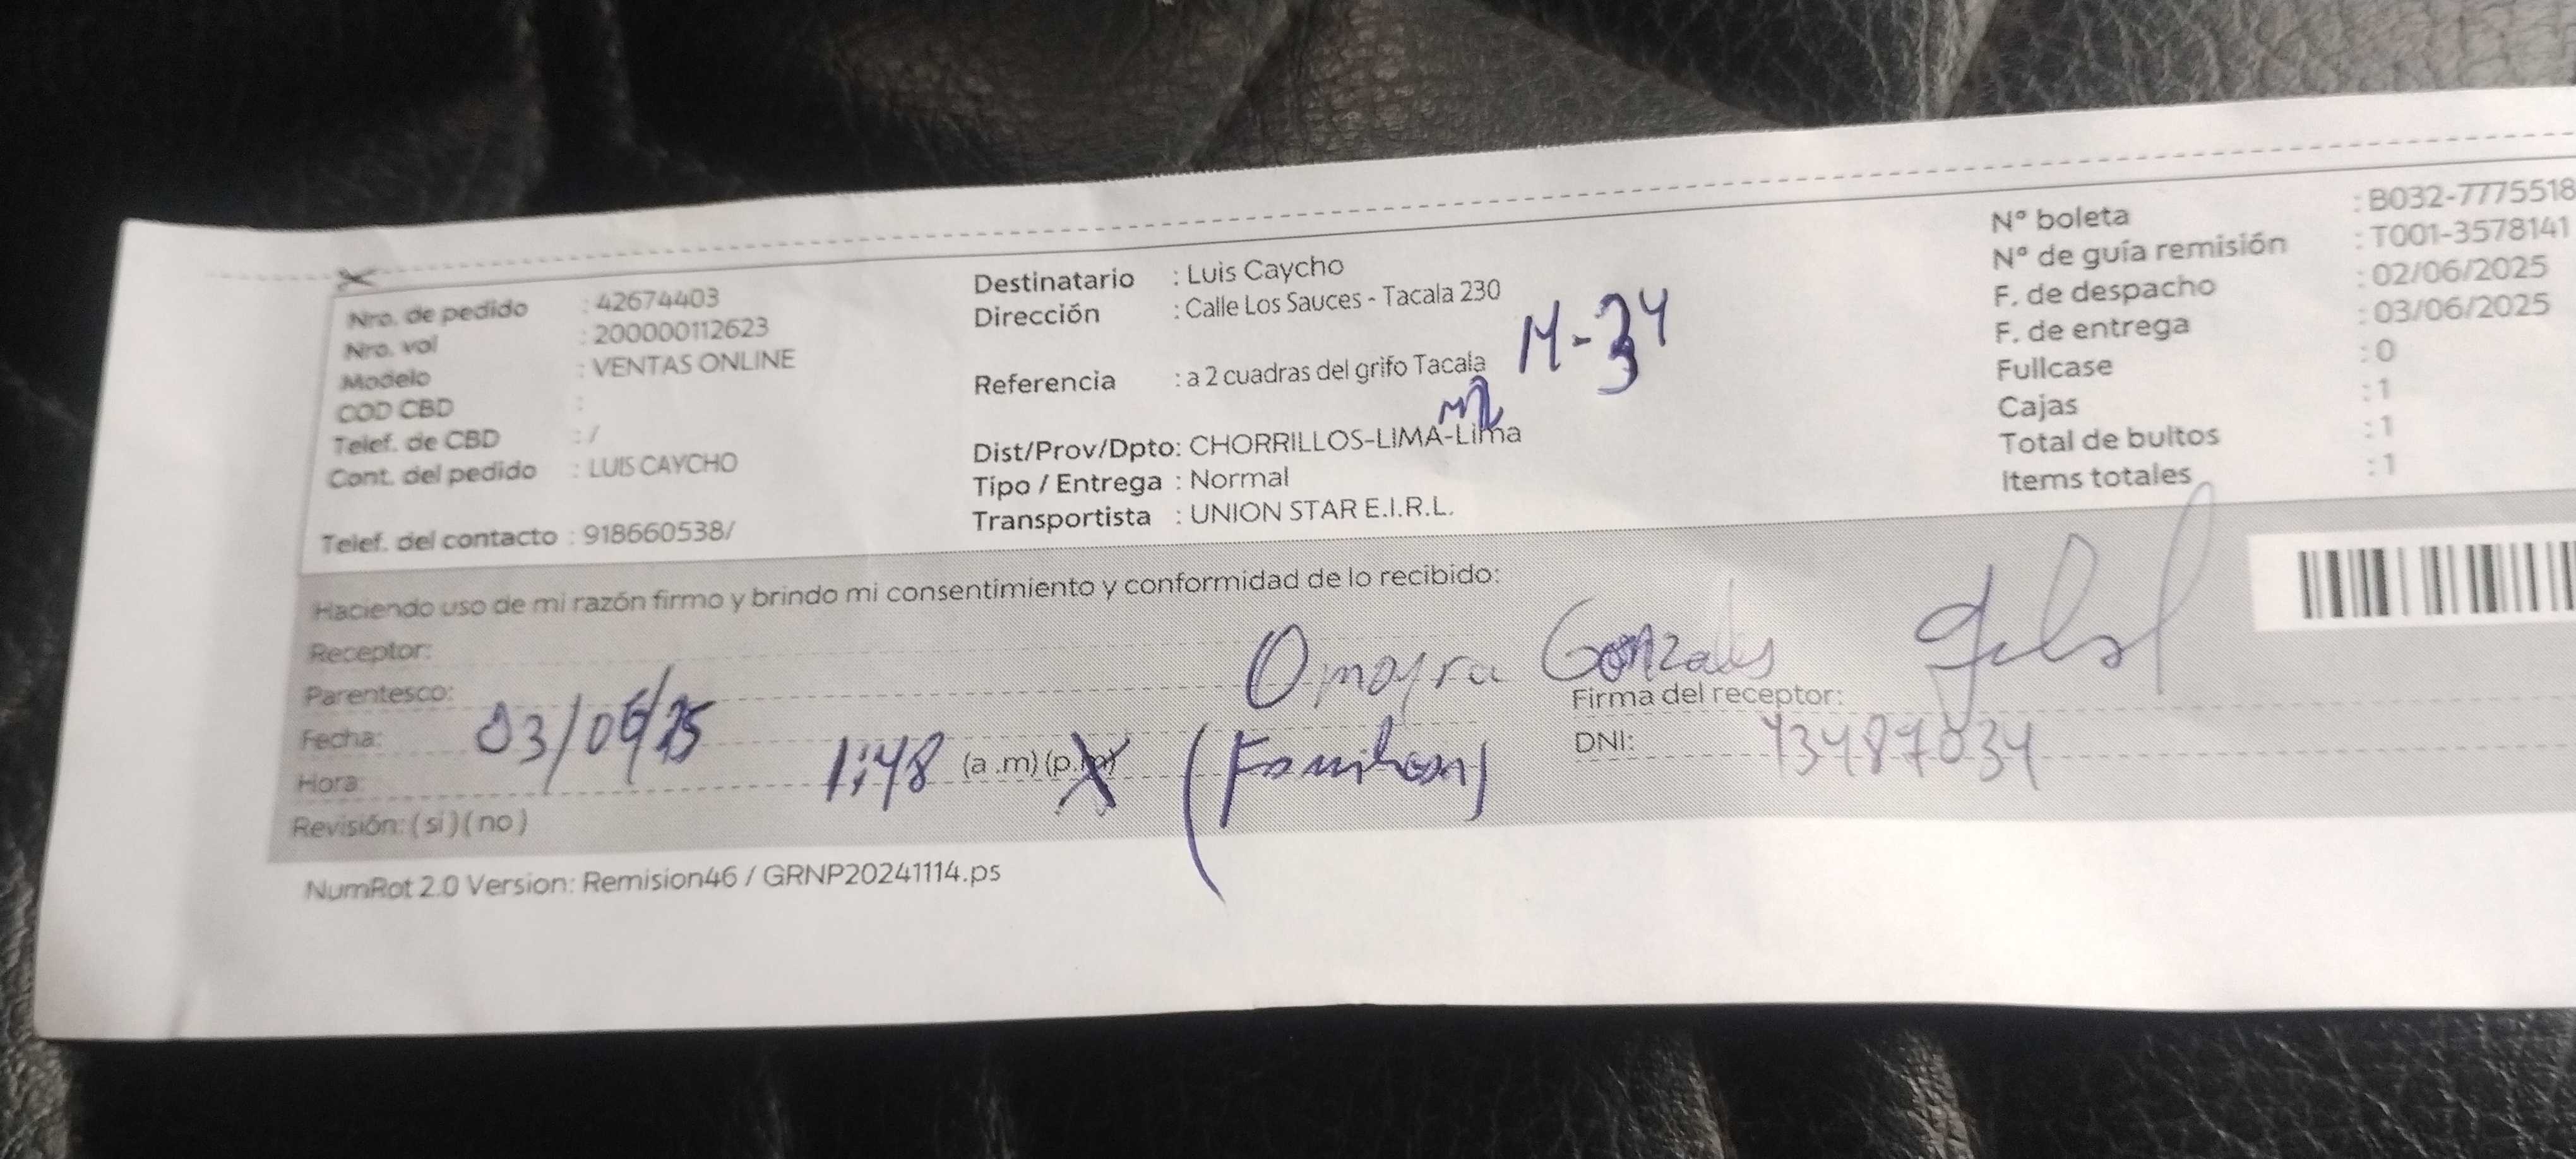 Nro. de pedido : 42674403
Nro. vol : 200000112623
Modelo : VENTAS ONLINE
COD CBD :
Telef. de CBD : /
Cont. del pedido : LUIS CAYCHO
Telef. del contacto : 918660538/
Destinatario : Luis Caycho
Dirección : Calle Los Sauces - Tacala 230
M-34
Referencia : a 2 cuadras del grifo Tacala
Dist/Prov/Dpto: CHORRILLOS-LIMA-Lima
Tipo / Entrega : Normal
Transportista : UNION STAR E.I.R.L.
N° boleta : B032-7775518
N° de guía remisión : T001-3578141
F. de despacho : 02/06/2025
F. de entrega : 03/06/2025
Fullcase : 0
Cajas : 1
Total de bultos : 1
Items totales : 1
Haciendo uso de mi razón firmo y brindo mi consentimiento y conformidad de lo recibido:
Receptor: Omayra Gonzales
Parentesco:
Fecha: 03/06/25
Hora: 1:48 (a .m) (p.m)
Revisión: ( si ) ( no )
Firma del receptor:
DNI: 43487034
NumRot 2.0 Version: Remision46 / GRNP20241114.ps